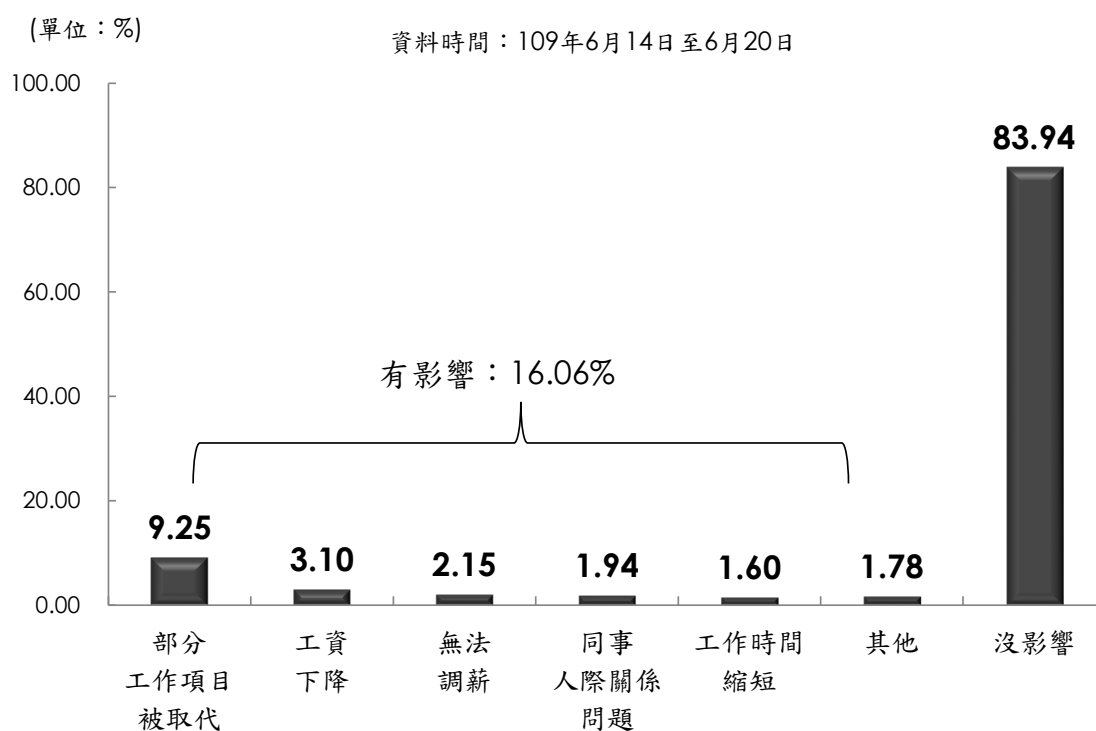 (單位：%)
資料時間：109年6月14日至6月20日
100.00
80.00
60.00
40.00
20.00
0.00
有影響：16.06%
9.25
3.10
2.15
1.94
1.60
1.78
83.94
部分
工作項目
被取代
工資
下降
無法
調薪
同事
人際關係
問題
工作時間
縮短
其他
沒影響